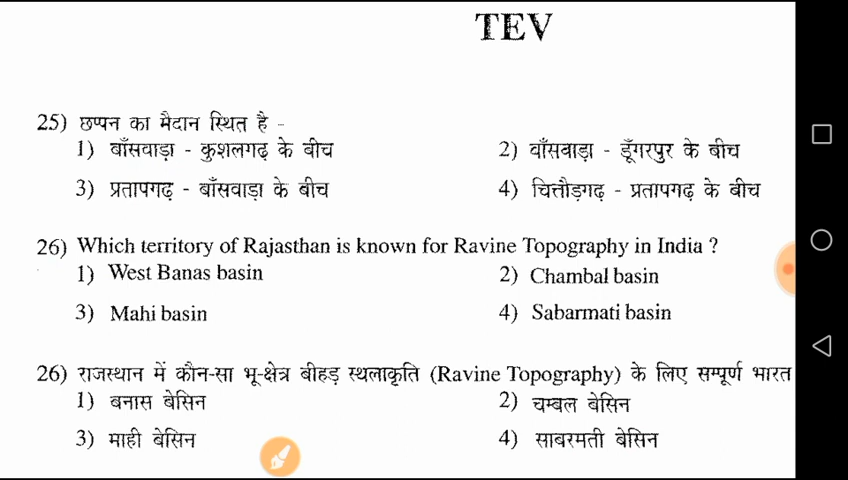 TEV
25) छप्पन का मैदान स्थित है -
1) बाँसवाड़ा - कुशलगढ़ के बीच 2) बाँसवाड़ा - डूँगरपुर के बीच
3) प्रतापगढ़ - बाँसवाड़ा के बीच 4) चित्तौड़गढ़ - प्रतापगढ़ के बीच
26) Which territory of Rajasthan is known for Ravine Topography in India ?
1) West Banas basin 2) Chambal basin
3) Mahi basin 4) Sabarmati basin
26) राजस्थान में कौन-सा भू-क्षेत्र बीहड़ स्थलाकृति (Ravine Topography) के लिए सम्पूर्ण भारत
1) बनास बेसिन 2) चम्बल बेसिन
3) माही बेसिन 4) साबरमती बेसिन